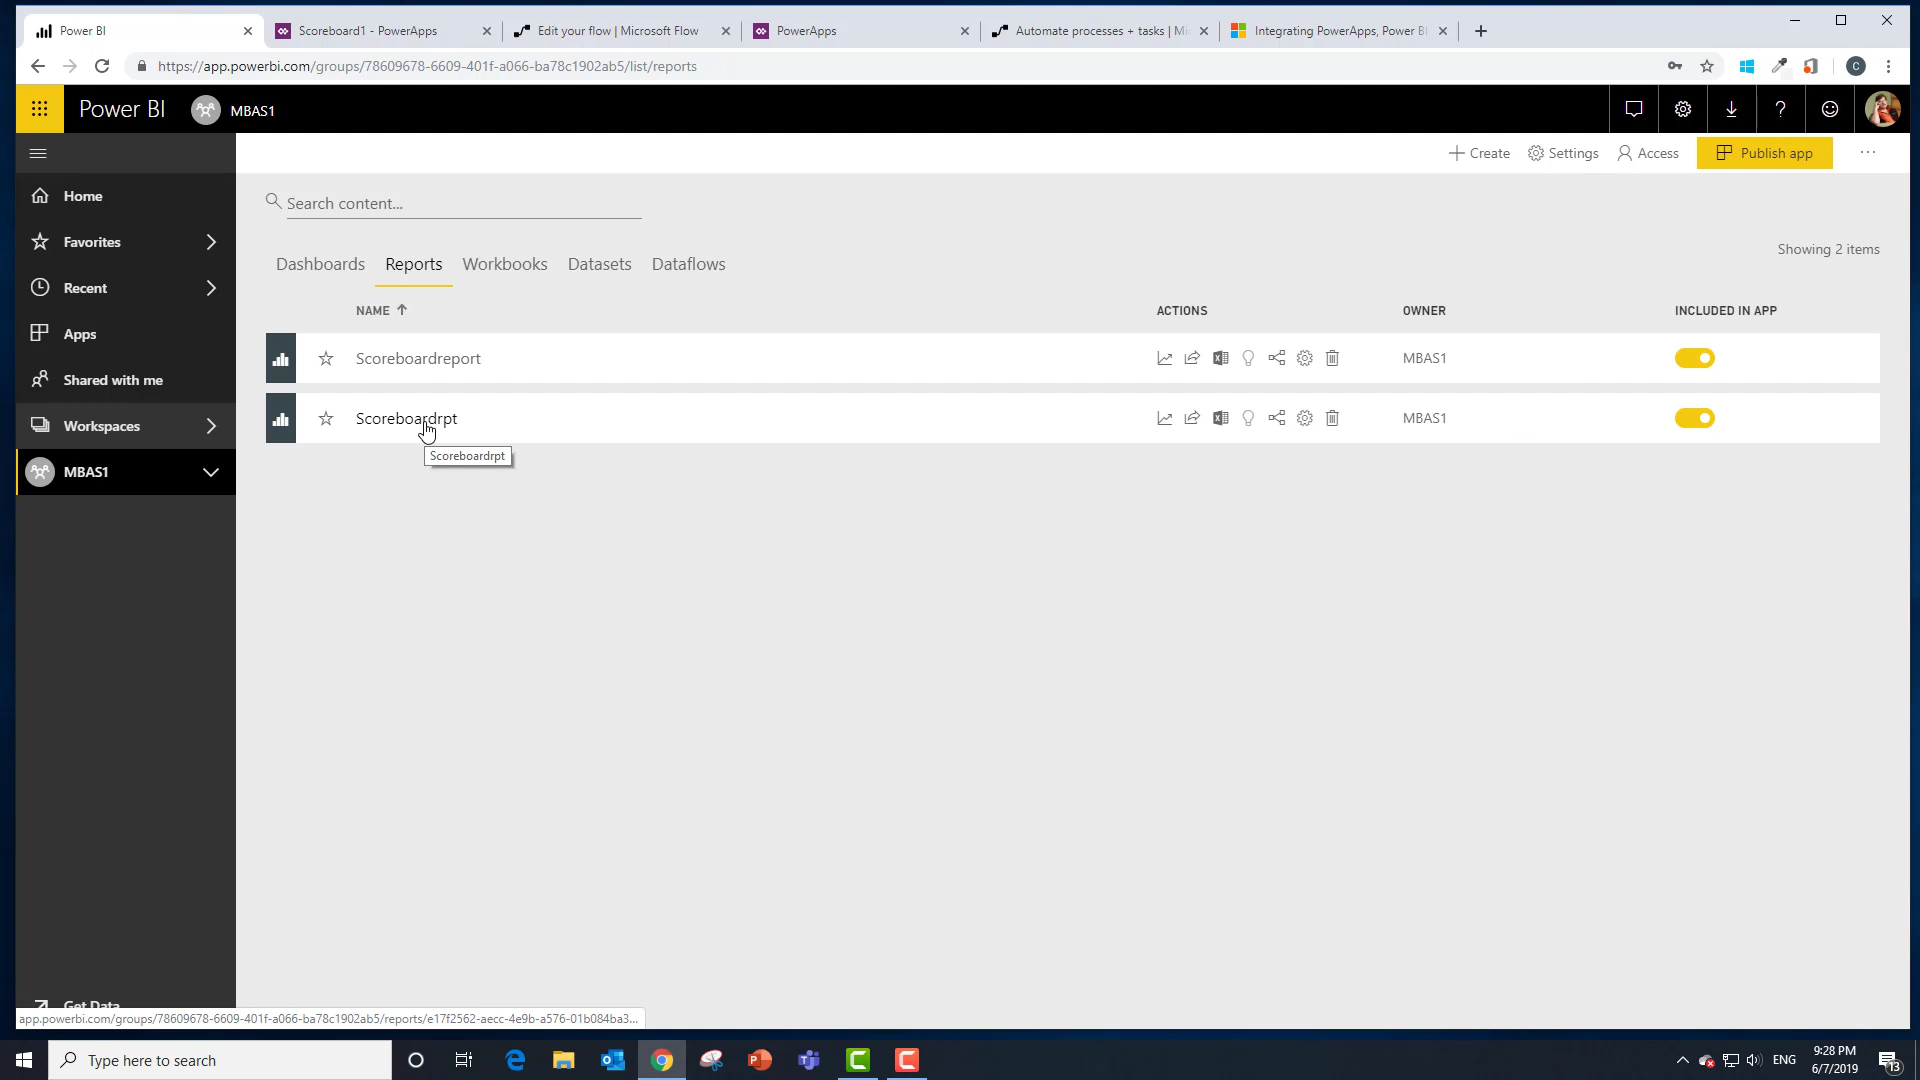 Power BI
Scoreboard1 - PowerApps
Edit your flow | Microsoft Flow
PowerApps
Automate processes + tasks | Mi
Integrating PowerApps, Power BI
https://app.powerbi.com/groups/78609678-6609-401f-a066-ba78c1902ab5/list/reports
C
Power BI
MBAS1
?
Create
Settings
Access
Publish app
Home
Favorites
Recent
Apps
Shared with me
Workspaces
MBAS1
Get Data
Search content...
Showing 2 items
Dashboards
Reports
Workbooks
Datasets
Dataflows
NAME
ACTIONS
OWNER
INCLUDED IN APP
Scoreboardreport
MBAS1
Scoreboardrpt
MBAS1
Scoreboardrpt
app.powerbi.com/groups/78609678-6609-401f-a066-ba78c1902ab5/reports/e17f2562-aecc-4e9b-a576-01b084ba3...
Type here to search
ENG
9:28 PM
6/7/2019
13